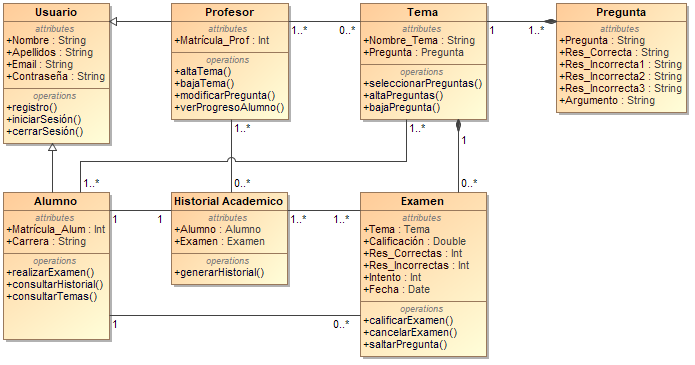 Usuario
attributes
+Nombre : String
+Apellidos : String
+Email : String
+Contraseña : String
operations
+registro()
+iniciarSesión()
+cerrarSesión()
Profesor
attributes
+Matrícula_Prof : Int
operations
+altaTema()
+bajaTema()
+modificarPregunta()
+verProgresoAlumno()
1..*
0..*
Tema
attributes
+Nombre_Tema : String
+Pregunta : Pregunta
operations
+seleccionarPreguntas()
+altaPreguntas()
+bajaPregunta()
1
1..*
Pregunta
attributes
+Pregunta : String
+Res_Correcta : String
+Res_Incorrecta1 : String
+Res_Incorrecta2 : String
+Res_Incorrecta3 : String
+Argumento : String
1..*
1..*
1
1..*
0..*
0..*
Alumno
attributes
+Matrícula_Alum : Int
+Carrera : String
operations
+realizarExamen()
+consultarHistorial()
+consultarTemas()
1
1
Historial Academico
attributes
+Alumno : Alumno
+Examen : Examen
operations
+generarHistorial()
1..*
1..*
Examen
attributes
+Tema : Tema
+Calificación : Double
+Res_Correctas : Int
+Res_Incorrectas : Int
+Intento : Int
+Fecha : Date
operations
+calificarExamen()
+cancelarExamen()
+saltarPregunta()
1
0..*